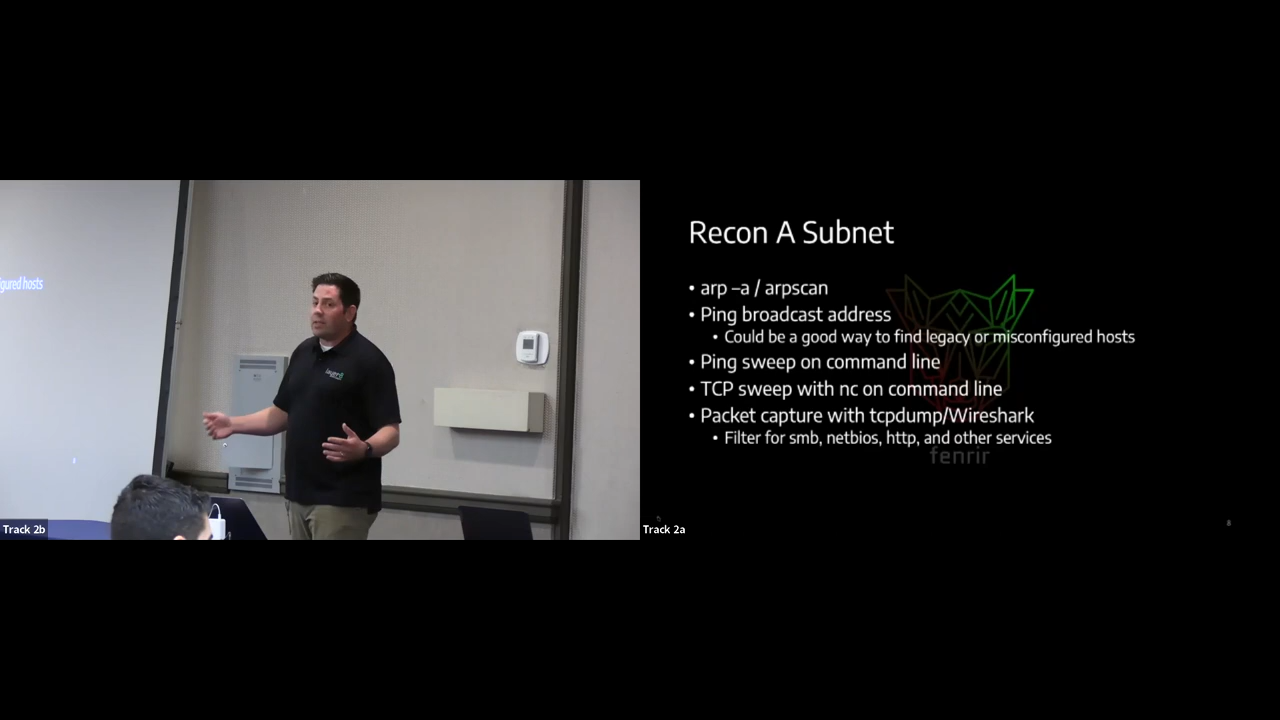 gured hosts
Track 2b
Recon A Subnet
• arp –a / arpscan
• Ping broadcast address
• Could be a good way to find legacy or misconfigured hosts
• Ping sweep on command line
• TCP sweep with nc on command line
• Packet capture with tcpdump/Wireshark
• Filter for smb, netbios, http, and other services
fenrir
Track 2a